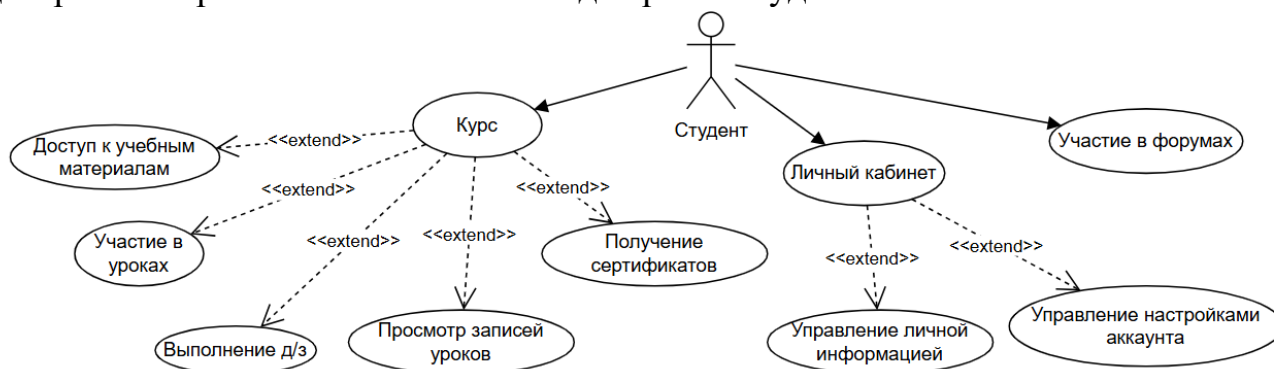 Студент
Курс
Участие в форумах
Личный кабинет
<<extend>>
Доступ к учебным
материалам
<<extend>>
<<extend>>
Участие в
уроках
<<extend>>
<<extend>>
Получение
сертификатов
<<extend>>
<<extend>>
Выполнение д/з
Просмотр записей
уроков
Управление личной
информацией
Управление настройками
аккаунта